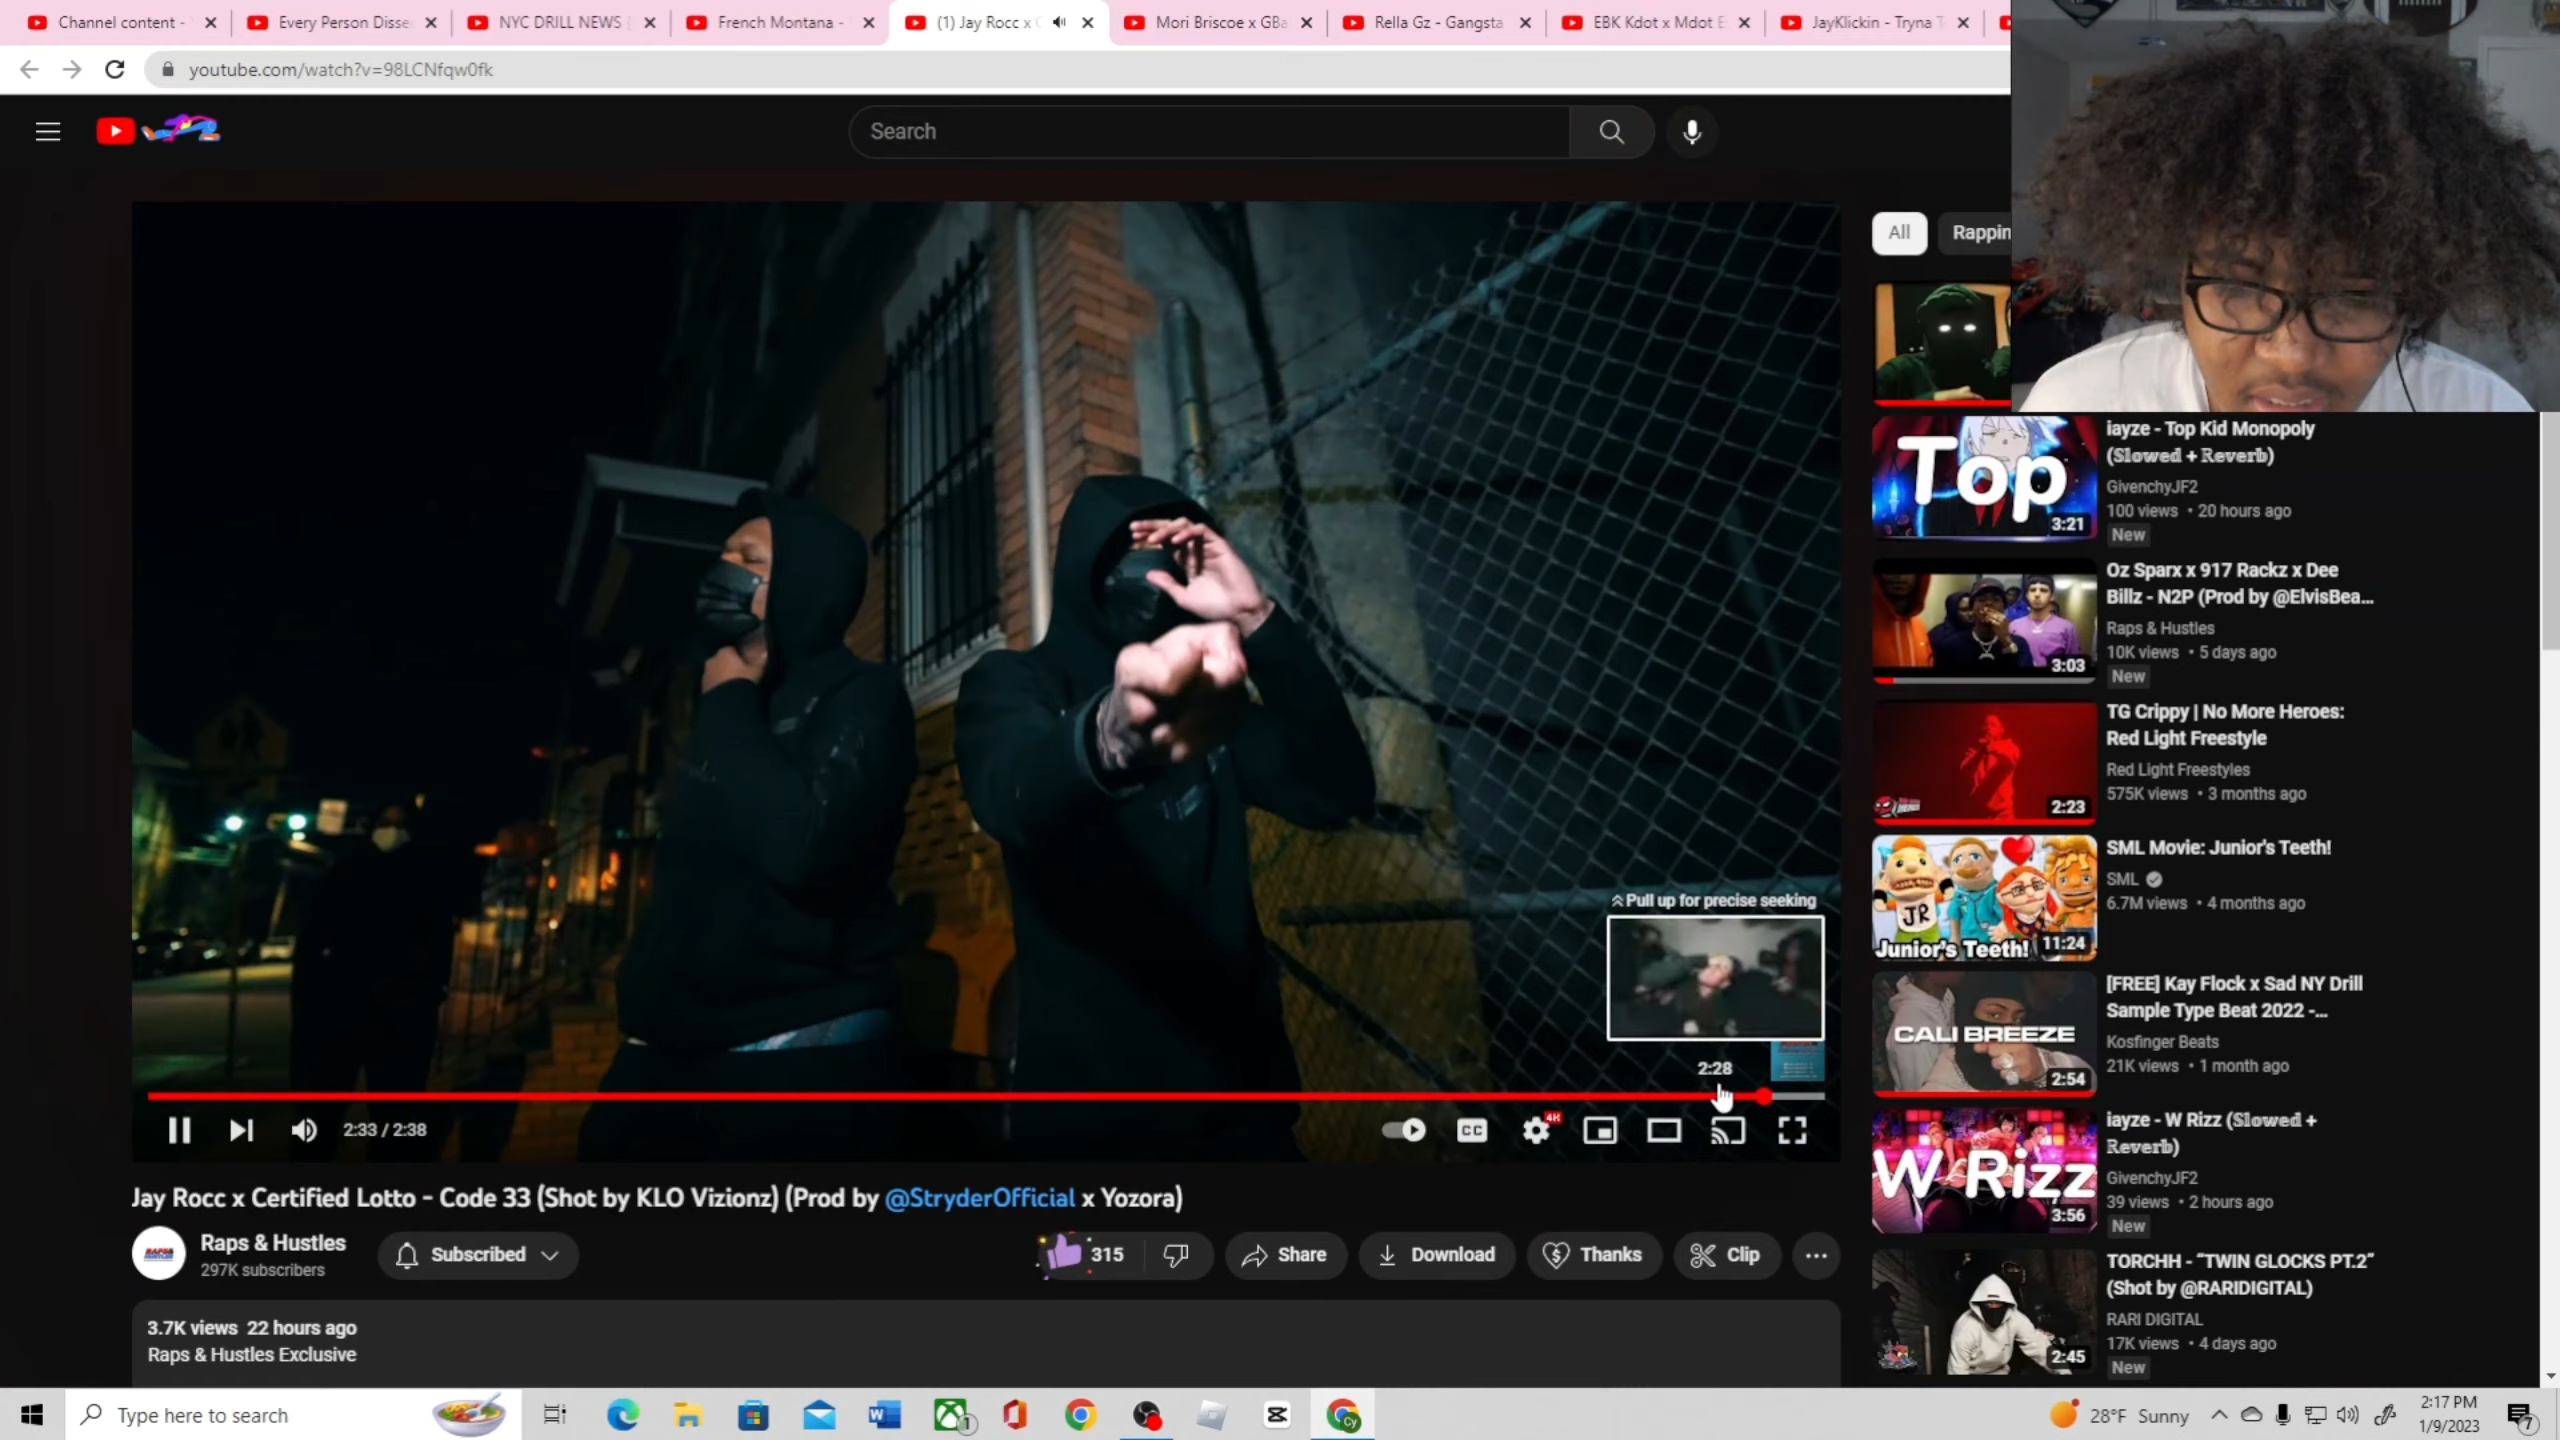 Channel content -
Every Person Disse
NYC DRILL NEWS
French Montana -
(1) Jay Rocc x
Mori Briscoe x GBa
Rella Gz - Gangsta
EBK Kdot x Mdot E
JayKlickin - Tryna T
youtube.com/watch?v=98LCNfqw0fk
Search
All
Rappin
Top
3:21
iayze - Top Kid Monopoly
(Slowed + Reverb)
GivenchyJF2
100 views • 20 hours ago
New
3:03
Oz Sparx x 917 Rackz x Dee
Billz - N2P (Prod by @ElvisBea...
Raps & Hustles
10K views • 5 days ago
New
2:23
TG Crippy | No More Heroes:
Red Light Freestyle
Red Light Freestyles
575K views • 3 months ago
JR
Junior's Teeth!
11:24
SML Movie: Junior's Teeth!
SML
6.7M views • 4 months ago
CALI BREEZE
2:54
[FREE] Kay Flock x Sad NY Drill
Sample Type Beat 2022 -...
Kosfinger Beats
21K views • 1 month ago
W Rizz
3:56
iayze - W Rizz (Slowed +
Reverb)
GivenchyJF2
39 views • 2 hours ago
New
2:45
TORCHH - “TWIN GLOCKS PT.2”
(Shot by @RARIDIGITAL)
RARI DIGITAL
17K views • 4 days ago
New
Pull up for precise seeking
2:28
2:33 / 2:38
CC
4K
Jay Rocc x Certified Lotto - Code 33 (Shot by KLO Vizionz) (Prod by @StryderOfficial x Yozora)
Raps & Hustles
297K subscribers
Subscribed
315
Share
Download
Thanks
Clip
3.7K views 22 hours ago
Raps & Hustles Exclusive
Type here to search
1
Cy
28°F Sunny
2:17 PM
1/9/2023
7